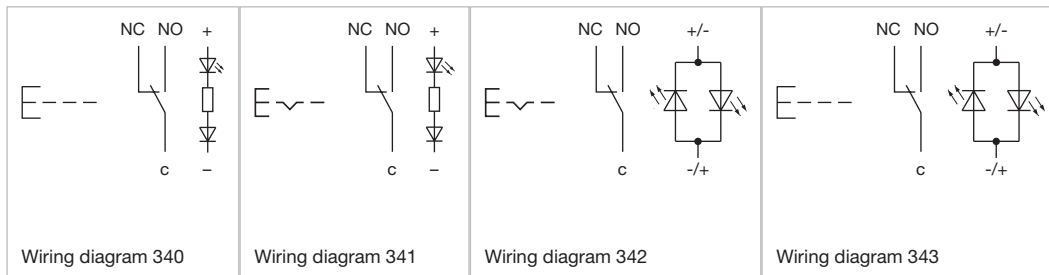 NC NO +
c –
Wiring diagram 340
NC NO +
c –
Wiring diagram 341
NC NO +/-
c -/+
Wiring diagram 342
NC NO +/-
c -/+
Wiring diagram 343